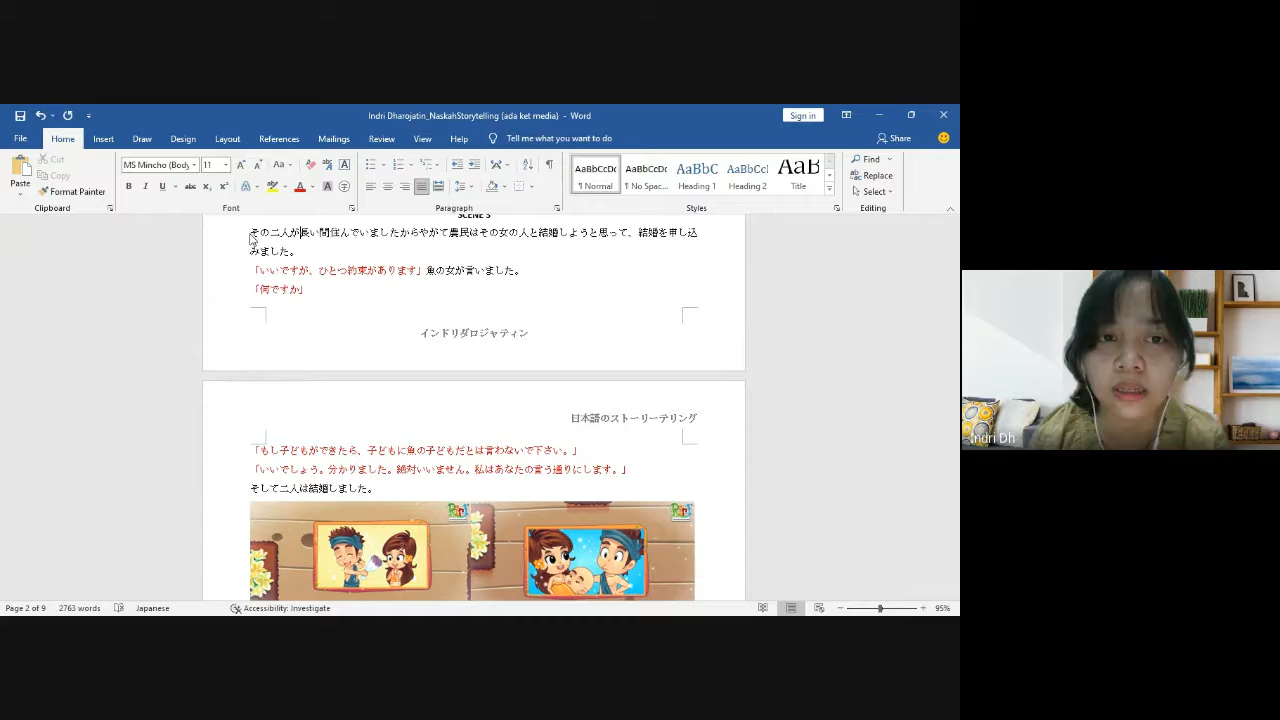 Indri Dharojatin_NaskahStorytelling (ada ket media) - Word
Sign in
File Home Insert Draw Design Layout References Mailings Review View Help Tell me what you want to do Share
Paste
Cut
Copy
Format Painter
Clipboard
MS Mincho (Body 11
Font
Paragraph
AaBbCcDc AaBbCcDc AaBbC AaBbCcl AaB
¶ Normal ¶ No Spac... Heading 1 Heading 2 Title
Styles
Find
Replace
Select
Editing
SCENE 3
その二人が長い間住んでいましたからやがて農民はその女の人と結婚しようと思って、結婚を申し込
みました。
「いいですが、ひとつ約束があります」魚の女が言いました。
「何ですか」
インドリダロジャティン
日本語のストーリーテリング
「もし子どもができたら、子どもに魚の子どもだとは言わないで下さい。」
「いいでしょう。分かりました。絶対いいません。私はあなたの言う通りにします。」
そして二人は結婚しました。
Page 2 of 9 2763 words Japanese Accessibility: Investigate 95%
Indri Dh